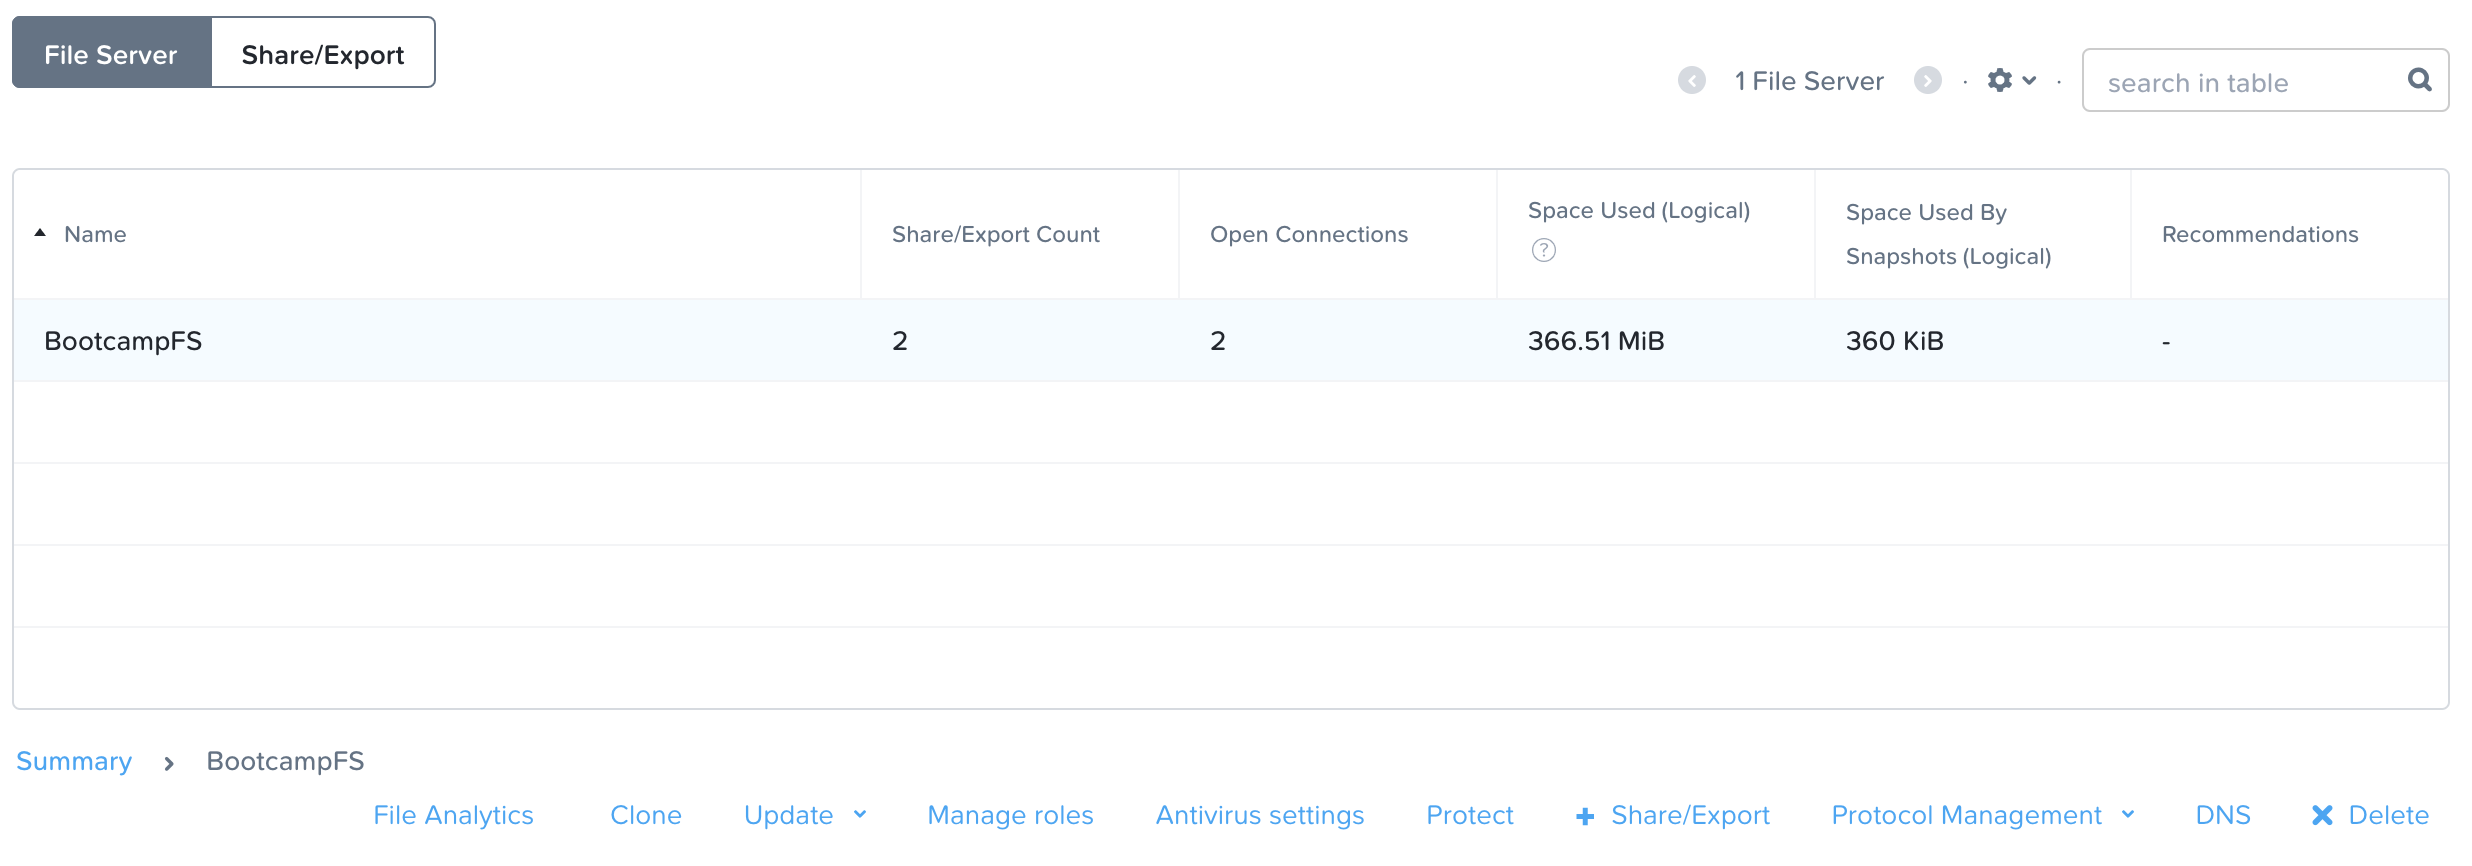 File Server Share/Export
1 File Server · · search in table
Name Share/Export Count Open Connections Space Used (Logical) ? Space Used By Snapshots (Logical) Recommendations
BootcampFS 2 2 366.51 MiB 360 KiB -
Summary > BootcampFS
File Analytics Clone Update Manage roles Antivirus settings Protect + Share/Export Protocol Management DNS × Delete